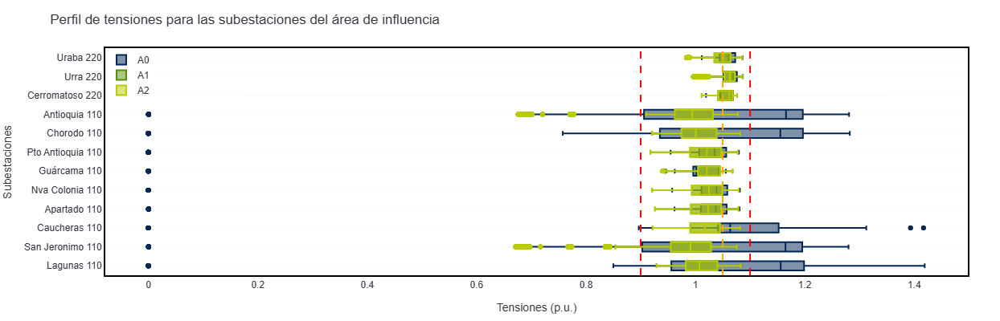 Perfil de tensiones para las subestaciones del área de influencia
A0
A1
A2
Subestaciones
Uraba 220
Urra 220
Cerromatoso 220
Antioquia 110
Chorodo 110
Pto Antioquia 110
Guárcama 110
Nva Colonia 110
Apartado 110
Caucheras 110
San Jeronimo 110
Lagunas 110
0 0.2 0.4 0.6 0.8 1 1.2 1.4
Tensiones (p.u.)